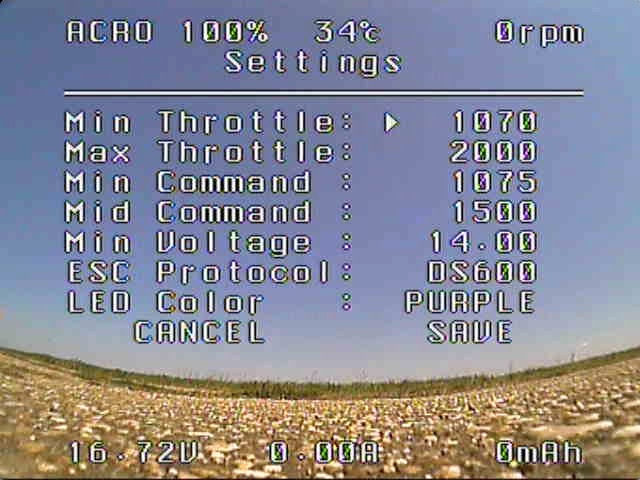 ACRO 100% 34℃ 0rpm
Settings
Min Throttle: ▶ 1070
Max Throttle: 2000
Min Command : 1075
Mid Command : 1500
Min Voltage : 14.00
ESC Protocol: DS600
LED Color : PURPLE
CANCEL SAVE
16.72V 0.00A 0mAh